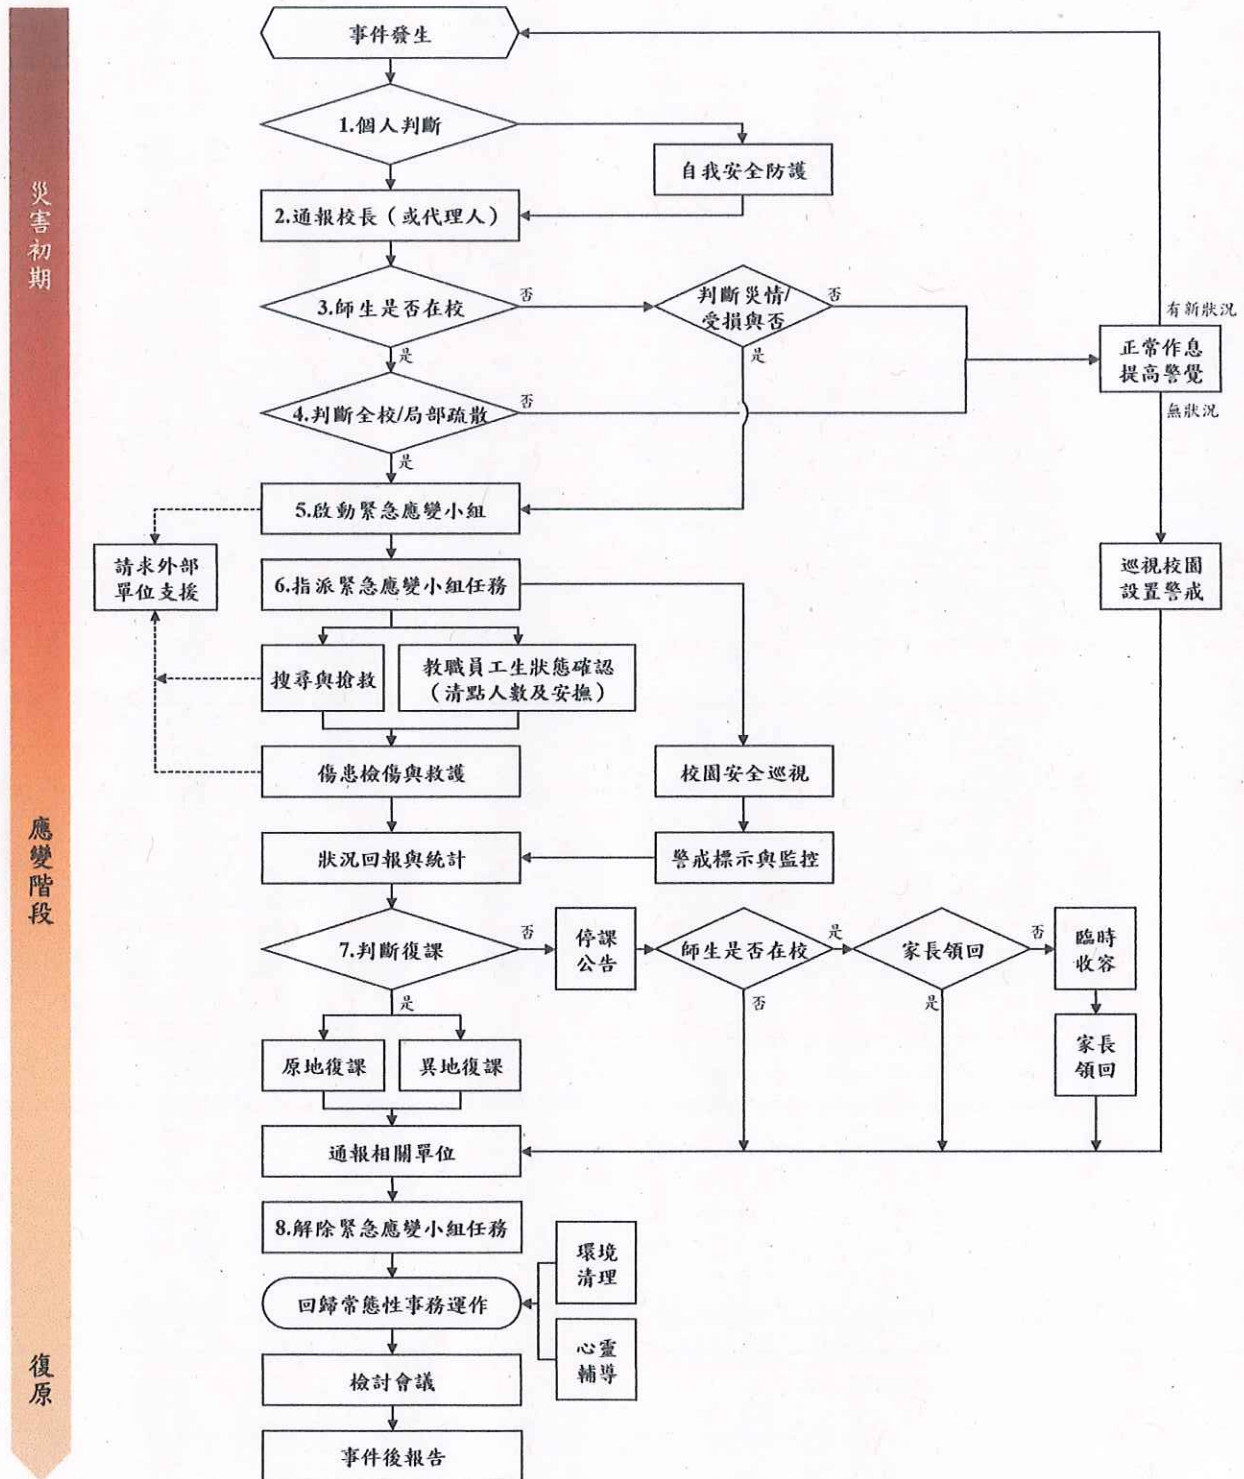 災害初期
應變階段
復原
事件發生
1.個人判斷
自我安全防護
2.通報校長（或代理人）
3.師生是否在校
否
判斷災情/
受損與否
否
是
是
有新狀況
正常作息
提高警覺
無狀況
4.判斷全校/局部疏散
否
是
5.啟動緊急應變小組
請求外部
單位支援
6.指派緊急應變小組任務
巡視校園
設置警戒
搜尋與搶救
教職員工生狀態確認
（清點人數及安撫）
傷患檢傷與救護
校園安全巡視
狀況回報與統計
警戒標示與監控
7.判斷復課
否
停課
公告
師生是否在校
是
家長領回
否
臨時
收容
是
否
是
原地復課
異地復課
家長
領回
通報相關單位
8.解除緊急應變小組任務
環境
清理
回歸常態性事務運作
心靈
輔導
檢討會議
事件後報告